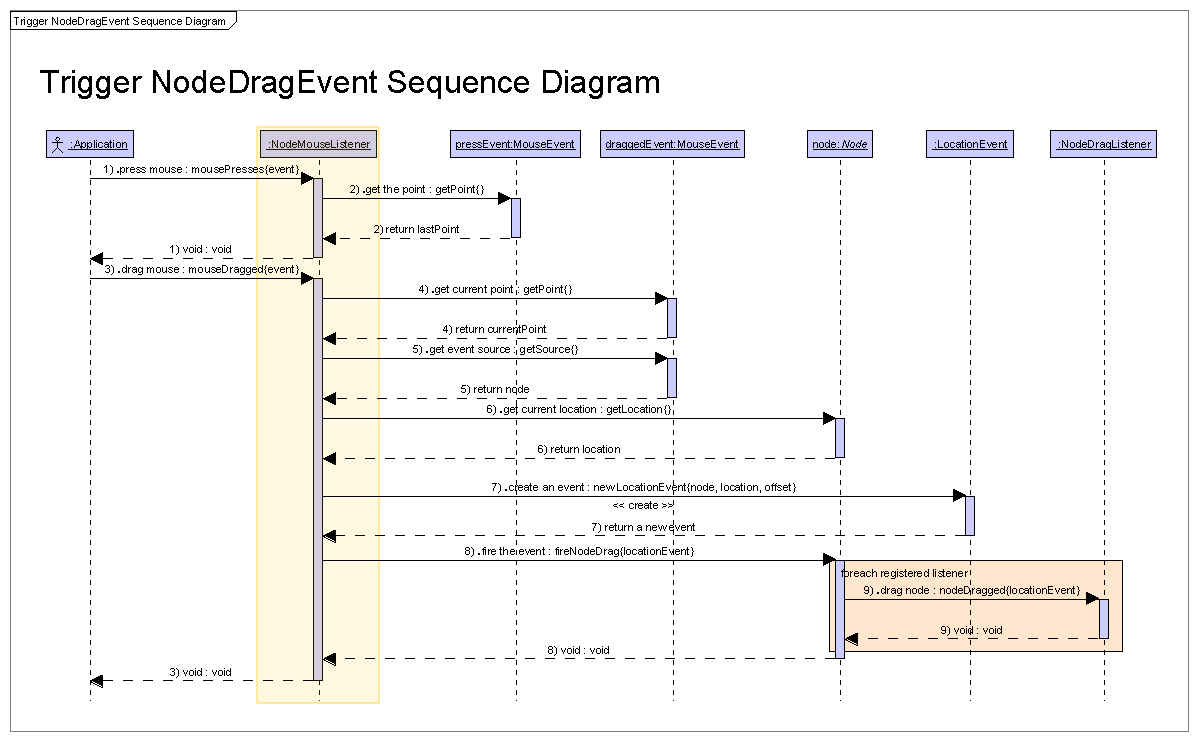 Trigger NodeDragEvent Sequence Diagram
Trigger NodeDragEvent Sequence Diagram
:Application
:NodeMouseListener
pressEvent:MouseEvent
draggedEvent:MouseEvent
node:Node
:LocationEvent
:NodeDragListener
1) .press mouse : mousePresses{event}
2) .get the point : getPoint{}
2) return lastPoint
1) void : void
3) .drag mouse : mouseDragged{event}
4) .get current point : getPoint{}
4) return currentPoint
5) .get event source : getSource{}
5) return node
6) .get current location : getLocation{}
6) return location
7) .create an event : newLocationEvent{node, location, offset}
<< create >>
7) return a new event
8) .fire the event : fireNodeDrag{locationEvent}
foreach registered listener
9) .drag node : nodeDragged{locationEvent}
9) void : void
8) void : void
3) void : void